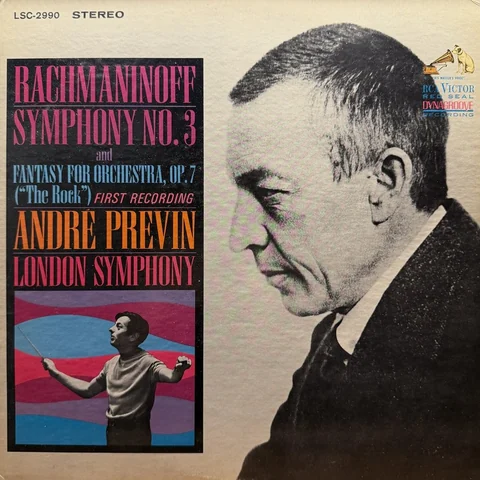 LSC-2990 STEREO
RACHMANINOFF
SYMPHONY NO. 3
and
FANTASY FOR ORCHESTRA, OP. 7
("The Rock") FIRST RECORDING
ANDRÉ PREVIN
LONDON SYMPHONY
RCA VICTOR
RED SEAL
DYNAGROOVE
RECORDING